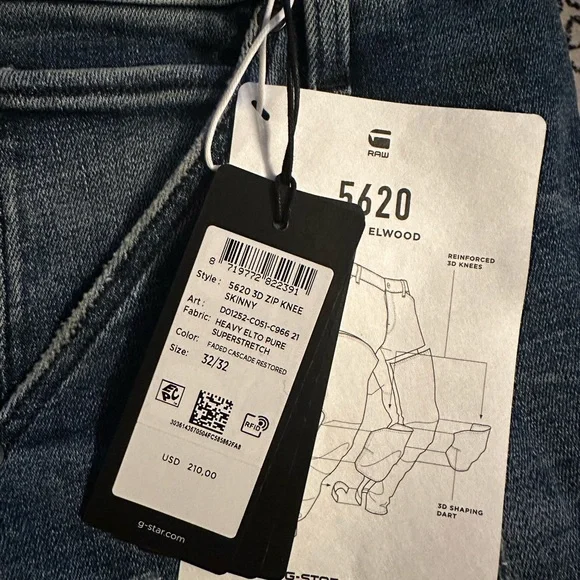 G
RAW
5620
ELWOOD
REINFORCED
3D KNEES
3D SHAPING
DART
G-STAR
8 719772 822391
Style : 5620 3D ZIP KNEE
SKINNY
Art : D01252-C051-C966 21
Fabric: HEAVY ELTO PURE
SUPERSTRETCH
Color: FADED CASCADE RESTORED
Size: 32/32
RFiD
USD 210,00
g-star.com